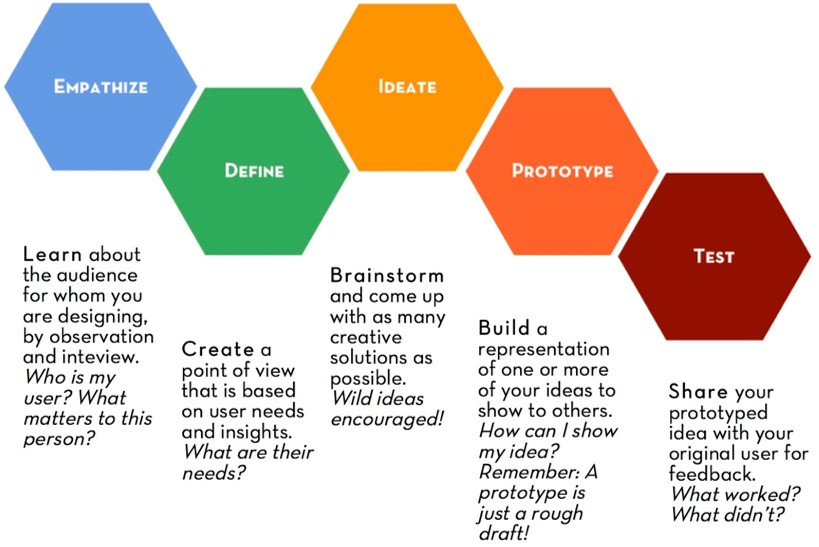 EMPATHIZE
DEFINE
IDEATE
PROTOTYPE
TEST
Learn about
the audience
for whom you
are designing,
by observation
and inteview.
Who is my
user? What
matters to this
person?
Create a
point of view
that is based
on user needs
and insights.
What are their
needs?
Brainstorm
and come up
with as many
creative
solutions as
possible.
Wild ideas
encouraged!
Build a
representation
of one or more
of your ideas to
show to others.
How can I show
my idea?
Remember: A
prototype is
just a rough
draft!
Share your
prototyped
idea with your
original user for
feedback.
What worked?
What didn't?